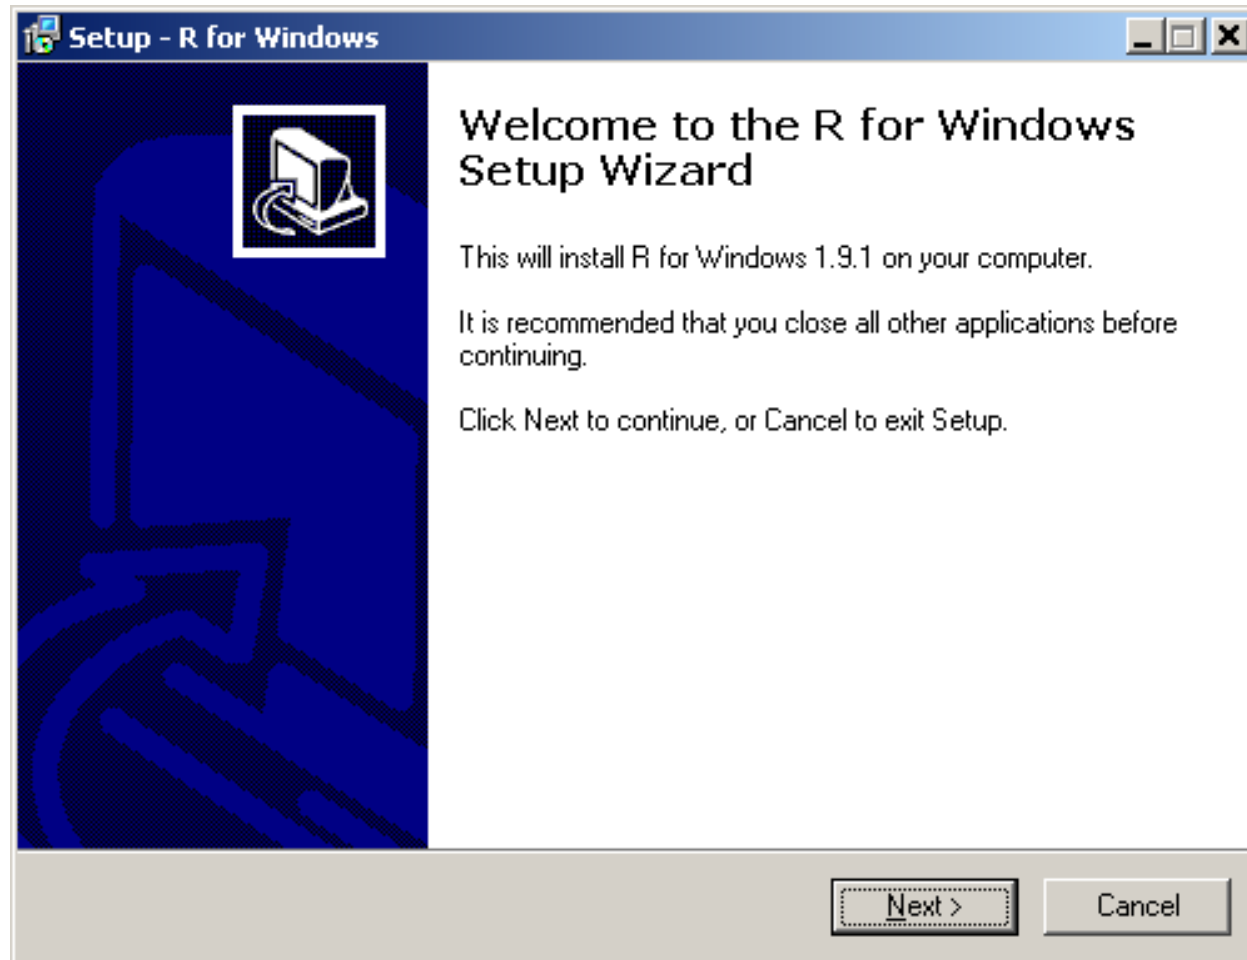 Setup - R for Windows
Welcome to the R for Windows
Setup Wizard
This will install R for Windows 1.9.1 on your computer.
It is recommended that you close all other applications before
continuing.
Click Next to continue, or Cancel to exit Setup.
Next >
Cancel